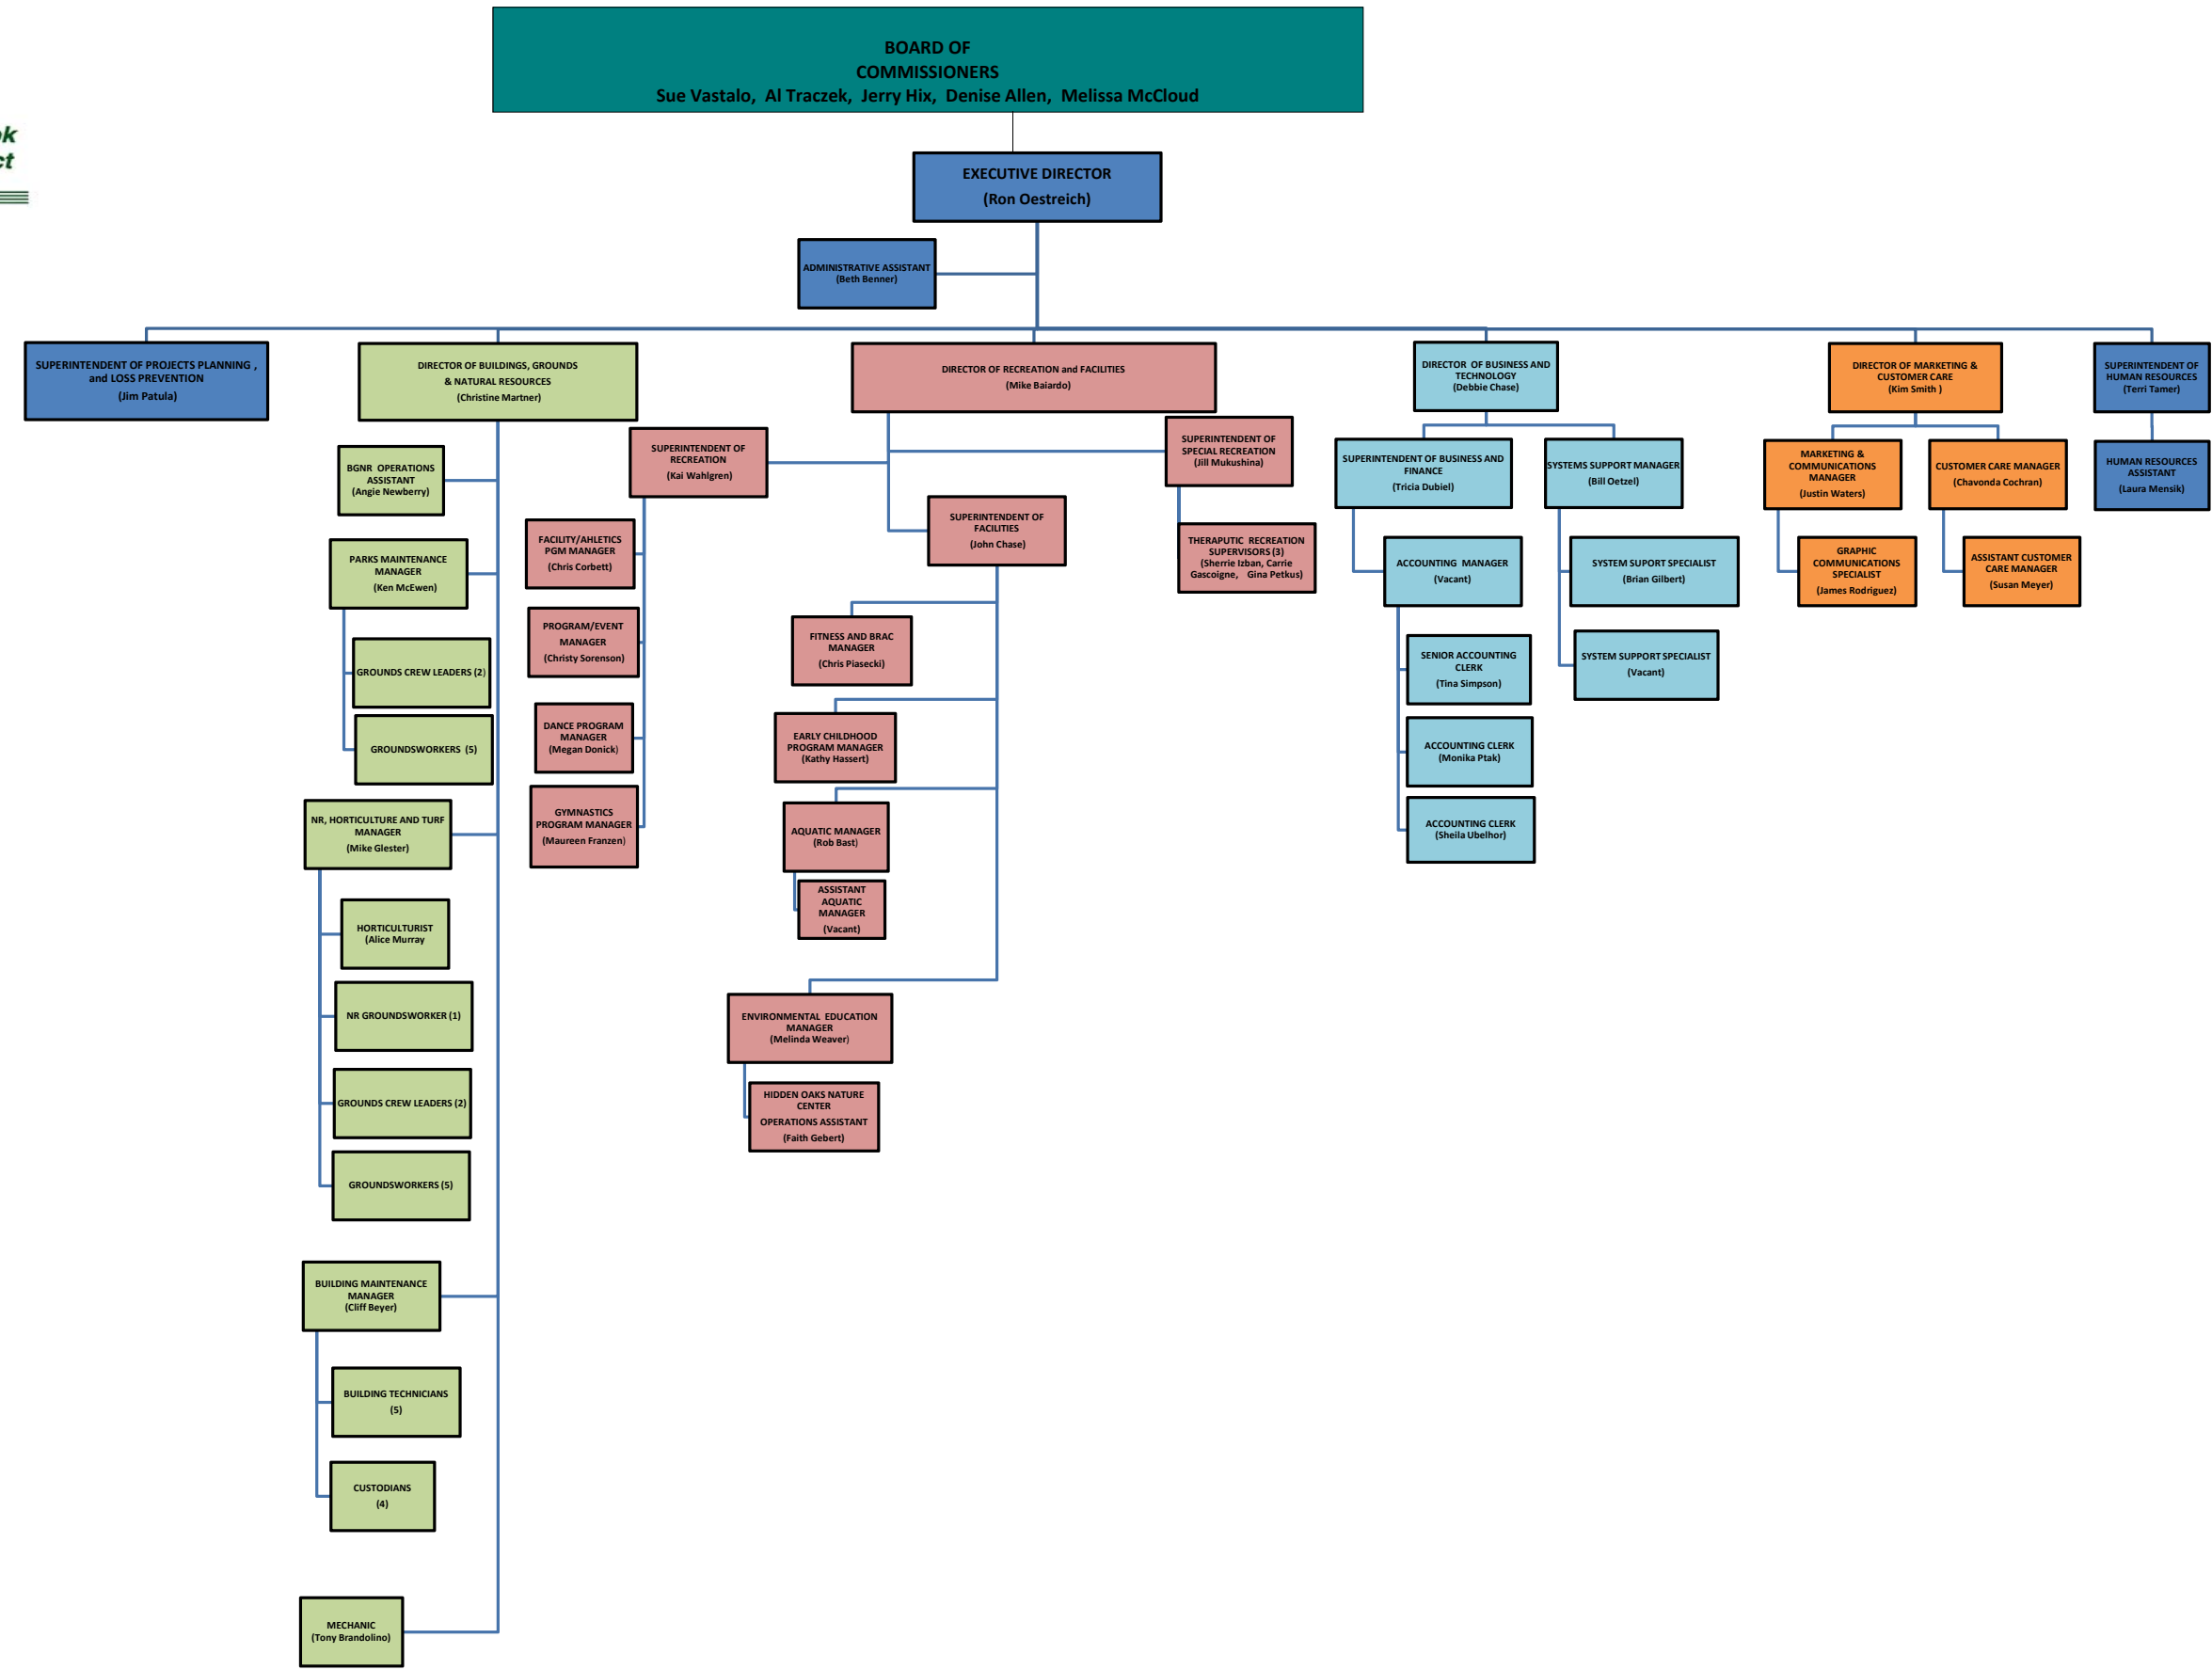 BOARD OF
COMMISSIONERS
Sue Vastalo, Al Traczek, Jerry Hix, Denise Allen, Melissa McCloud
EXECUTIVE DIRECTOR
(Ron Oestreich)
ADMINISTRATIVE ASSISTANT
(Beth Benner)
SUPERINTENDENT OF PROJECTS PLANNING ,
and LOSS PREVENTION
(Jim Patula)
DIRECTOR OF BUILDINGS, GROUNDS
& NATURAL RESOURCES
(Christine Martner)
BGNR OPERATIONS
ASSISTANT
(Angie Newberry)
PARKS MAINTENANCE
MANAGER
(Ken McEwen)
GROUNDS CREW LEADERS (2)
GROUNDSWORKERS (5)
NR, HORTICULTURE AND TURF
MANAGER
(Mike Glester)
HORTICULTURIST
(Alice Murray
NR GROUNDSWORKER (1)
GROUNDS CREW LEADERS (2)
GROUNDSWORKERS (5)
BUILDING MAINTENANCE
MANAGER
(Cliff Beyer)
BUILDING TECHNICIANS
(5)
CUSTODIANS
(4)
MECHANIC
(Tony Brandolino)
DIRECTOR OF RECREATION and FACILITIES
(Mike Baiardo)
SUPERINTENDENT OF
RECREATION
(Kai Wahlgren)
FACILITY/AHLETICS
PGM MANAGER
(Chris Corbett)
PROGRAM/EVENT
MANAGER
(Christy Sorenson)
DANCE PROGRAM
MANAGER
(Megan Donick)
GYMNASTICS
PROGRAM MANAGER
(Maureen Franzen)
SUPERINTENDENT OF
SPECIAL RECREATION
(Jill Mukushina)
THERAPUTIC RECREATION
SUPERVISORS (3)
(Sherrie Izban, Carrie
Gascoigne, Gina Petkus)
SUPERINTENDENT OF
FACILITIES
(John Chase)
FITNESS AND BRAC
MANAGER
(Chris Piasecki)
EARLY CHILDHOOD
PROGRAM MANAGER
(Kathy Hassert)
AQUATIC MANAGER
(Rob Bast)
ASSISTANT
AQUATIC
MANAGER
(Vacant)
ENVIRONMENTAL EDUCATION
MANAGER
(Melinda Weaver)
HIDDEN OAKS NATURE
CENTER
OPERATIONS ASSISTANT
(Faith Gebert)
DIRECTOR OF BUSINESS AND
TECHNOLOGY
(Debbie Chase)
SUPERINTENDENT OF BUSINESS AND
FINANCE
(Tricia Dubiel)
ACCOUNTING MANAGER
(Vacant)
SENIOR ACCOUNTING
CLERK
(Tina Simpson)
ACCOUNTING CLERK
(Monika Ptak)
ACCOUNTING CLERK
(Sheila Ubelhor)
SYSTEMS SUPPORT MANAGER
(Bill Oetzel)
SYSTEM SUPORT SPECIALIST
(Brian Gilbert)
SYSTEM SUPPORT SPECIALIST
(Vacant)
DIRECTOR OF MARKETING &
CUSTOMER CARE
(Kim Smith )
MARKETING &
COMMUNICATIONS
MANAGER
(Justin Waters)
GRAPHIC
COMMUNICATIONS
SPECIALIST
(James Rodriguez)
CUSTOMER CARE MANAGER
(Chavonda Cochran)
ASSISTANT CUSTOMER
CARE MANAGER
(Susan Meyer)
SUPERINTENDENT OF
HUMAN RESOURCES
(Terri Tamer)
HUMAN RESOURCES
ASSISTANT
(Laura Mensik)